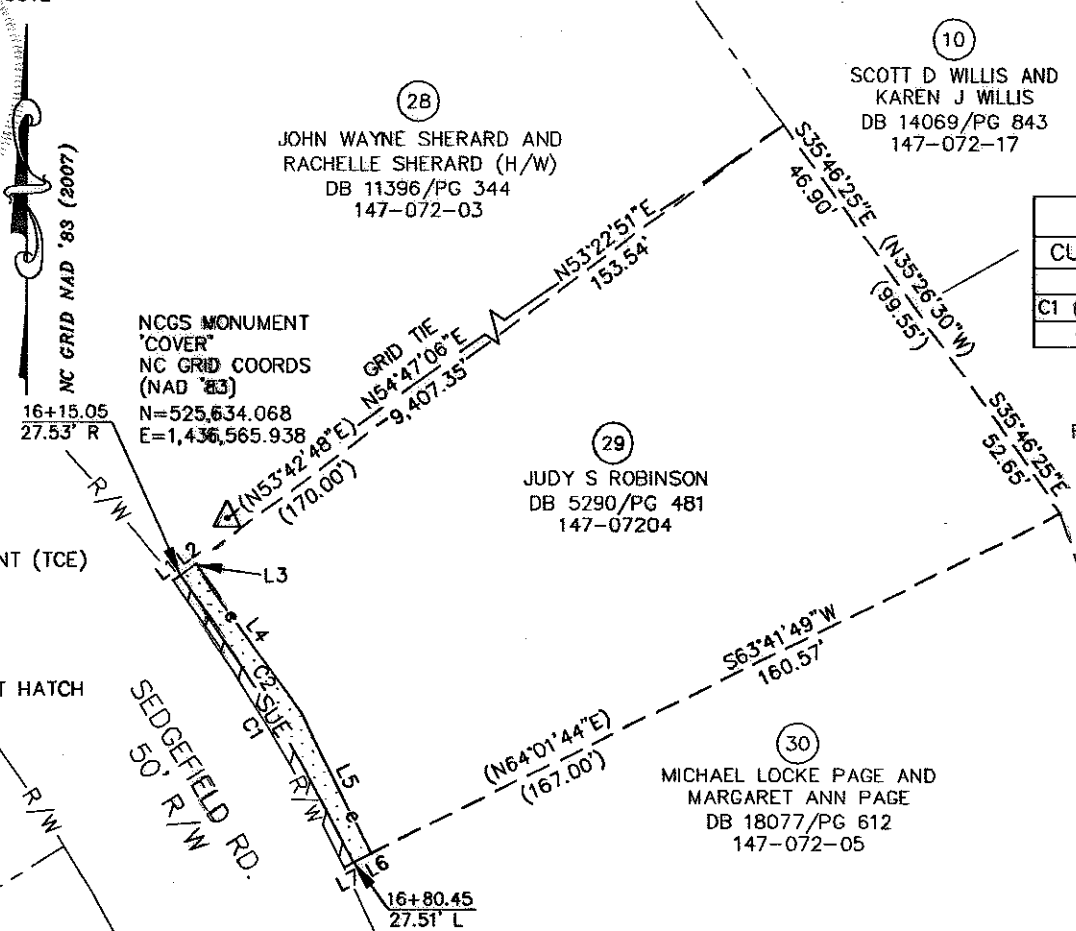 10
SCOTT D WILLIS AND
KAREN J WILLIS
DB 14069/PG 843
147-072-17
28
JOHN WAYNE SHERARD AND
RACHELLE SHERARD (H/W)
DB 11396/PG 344
147-072-03
NC GRID NAD '83 (2007)
S35°46'25"E
46.90'
(N35°26'30"W)
(99.55')
S35°46'25"E
52.65'
CU
C1
N53°22'51"E
153.54'
GRID TIE
N54°47'06"E
9,407.35'
(N53°42'48"E)
(170.00')
NCGS MONUMENT
"COVER"
NC GRID COORDS
(NAD '83)
N=525,634.068
E=1,436,565.938
16+15.05
27.53' R
R/W
29
JUDY S ROBINSON
DB 5290/PG 481
147-07204
NT (TCE)
L1
L2
L3
e
L4
C2
SUE
C1
R/W
L5
e
L6
L7
T HATCH
SEDGEFIELD RD.
50' R/W
R/W
S63°41'49"W
160.57'
(N64°01'44"E)
(167.00')
30
MICHAEL LOCKE PAGE AND
MARGARET ANN PAGE
DB 18077/PG 612
147-072-05
16+80.45
27.51' L